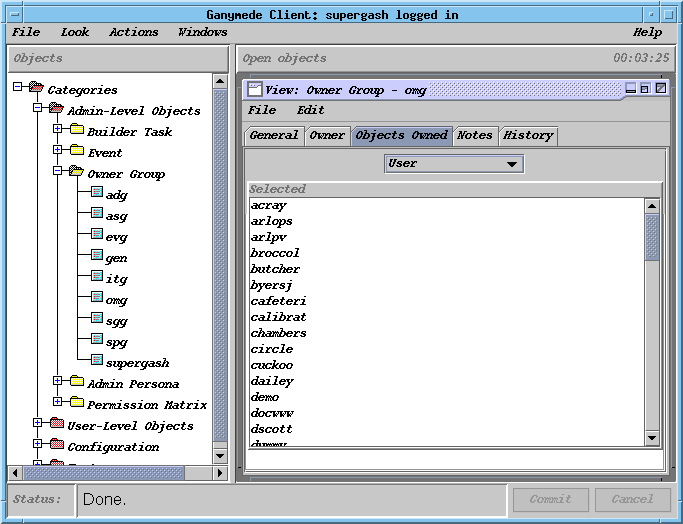 Ganymede Client: supergash logged in
File Look Actions Windows Help
Objects
Categories
Admin-Level Objects
Builder Task
Event
Owner Group
adg
asg
evg
gen
itg
omg
sgg
spg
supergash
Admin Persona
Permission Matrix
User-Level Objects
Configuration
Open objects 00:03:25
View: Owner Group - omg
File Edit
General Owner Objects Owned Notes History
User
Selected
acray
arlops
arlpv
broccol
butcher
byersj
cafeteri
calibrat
chambers
circle
cuckoo
dailey
demo
docwww
dscott
dummy
Status: Done. Commit Cancel